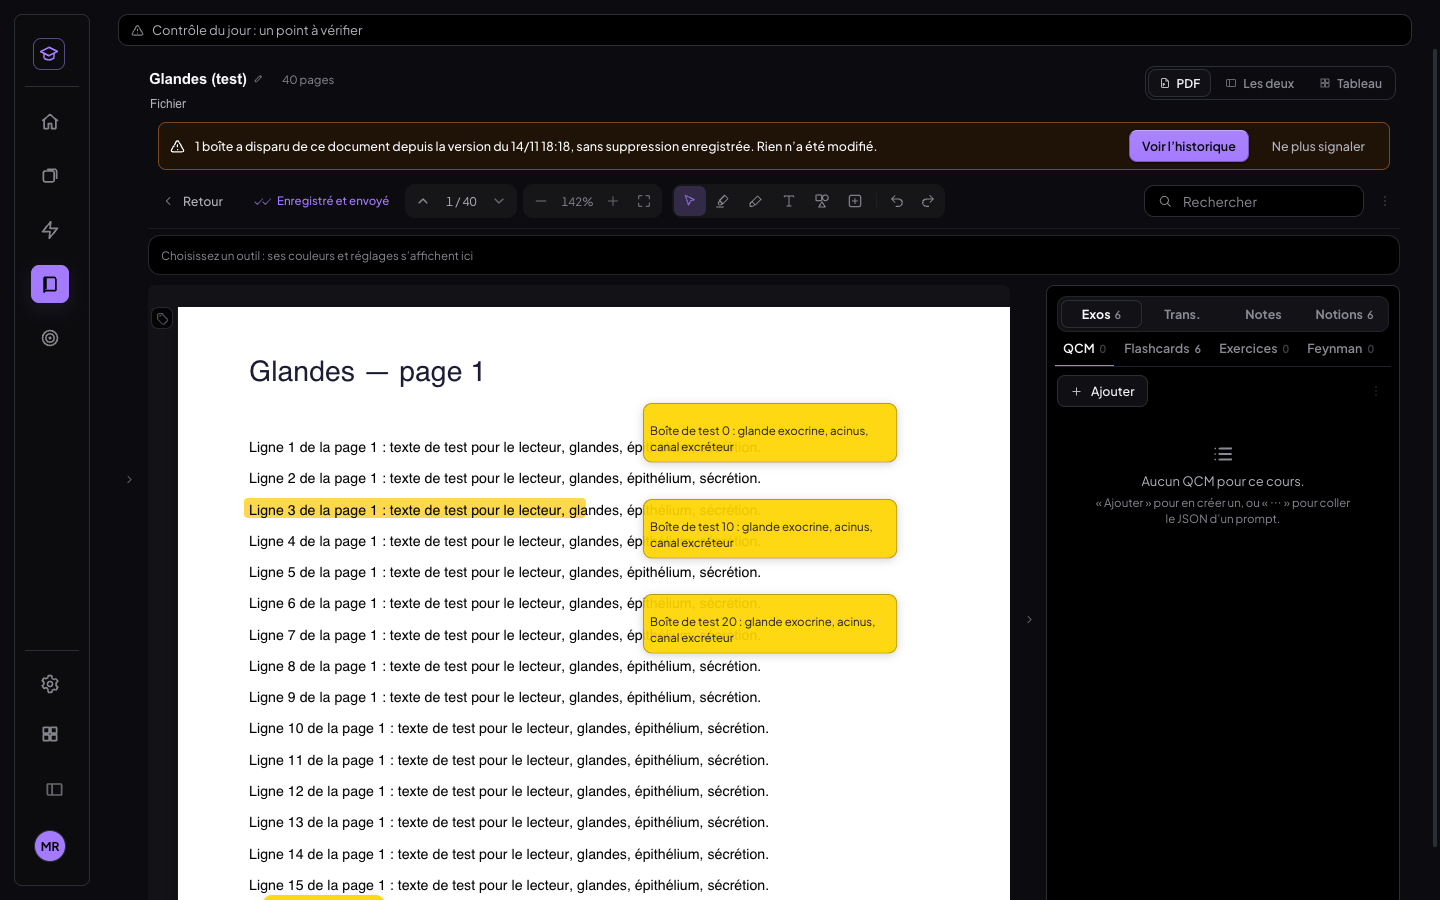 Contrôle du jour : un point à vérifier
Glandes (test)
40 pages
PDF
Les deux
Tableau
Fichier
1 boîte a disparu de ce document depuis la version du 14/11 18:18, sans suppression enregistrée. Rien n'a été modifié.
Voir l'historique
Ne plus signaler
Retour
Enregistré et envoyé
1 / 40
142%
Rechercher
Choisissez un outil : ses couleurs et réglages s'affichent ici
Glandes — page 1
Ligne 1 de la page 1 : texte de test pour le lecteur, glandes, épithélium, sécrétion.
Ligne 2 de la page 1 : texte de test pour le lecteur, glandes, épithélium, sécrétion.
Ligne 3 de la page 1 : texte de test pour le lecteur, glandes, épithélium, sécrétion.
Ligne 4 de la page 1 : texte de test pour le lecteur, glandes, épithélium, sécrétion.
Ligne 5 de la page 1 : texte de test pour le lecteur, glandes, épithélium, sécrétion.
Ligne 6 de la page 1 : texte de test pour le lecteur, glandes, épithélium, sécrétion.
Ligne 7 de la page 1 : texte de test pour le lecteur, glandes, épithélium, sécrétion.
Ligne 8 de la page 1 : texte de test pour le lecteur, glandes, épithélium, sécrétion.
Ligne 9 de la page 1 : texte de test pour le lecteur, glandes, épithélium, sécrétion.
Ligne 10 de la page 1 : texte de test pour le lecteur, glandes, épithélium, sécrétion.
Ligne 11 de la page 1 : texte de test pour le lecteur, glandes, épithélium, sécrétion.
Ligne 12 de la page 1 : texte de test pour le lecteur, glandes, épithélium, sécrétion.
Ligne 13 de la page 1 : texte de test pour le lecteur, glandes, épithélium, sécrétion.
Ligne 14 de la page 1 : texte de test pour le lecteur, glandes, épithélium, sécrétion.
Ligne 15 de la page 1 : texte de test pour le lecteur, glandes, épithélium, sécrétion.
Boîte de test 0 : glande exocrine, acinus,
canal excréteur
Boîte de test 10 : glande exocrine, acinus,
canal excréteur
Boîte de test 20 : glande exocrine, acinus,
canal excréteur
Exos 6
Trans.
Notes
Notions 6
QCM 0
Flashcards 6
Exercices 0
Feynman 0
Ajouter
Aucun QCM pour ce cours.
« Ajouter » pour en créer un, ou « ··· » pour coller
le JSON d'un prompt.
MR